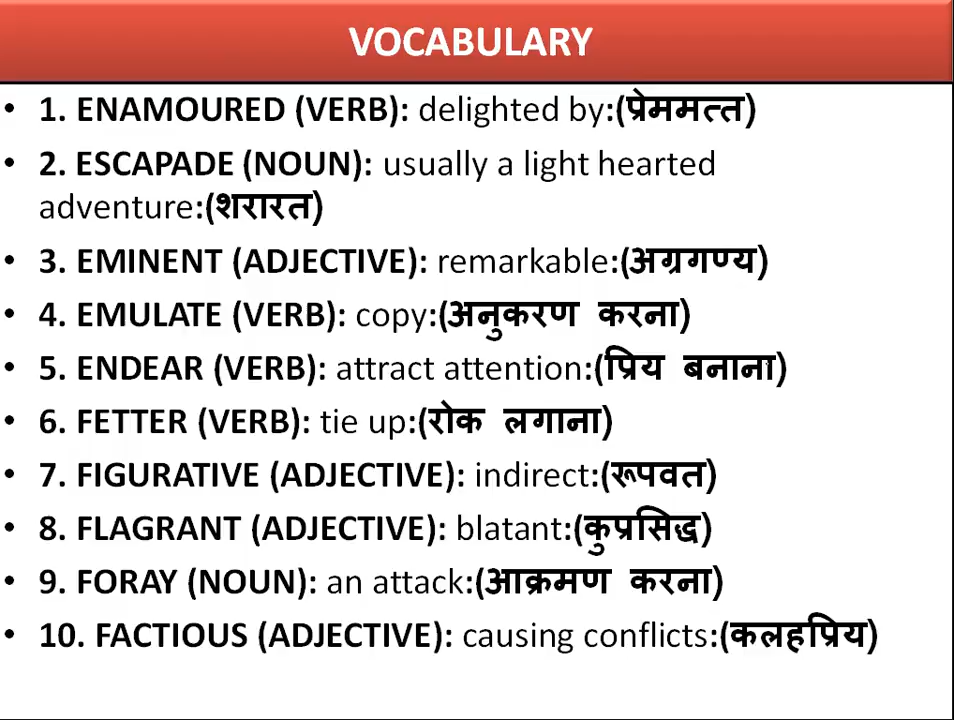 VOCABULARY
• 1. ENAMOURED (VERB): delighted by:(प्रेममत्त)
• 2. ESCAPADE (NOUN): usually a light hearted
adventure:(शरारत)
• 3. EMINENT (ADJECTIVE): remarkable:(अग्रगण्य)
• 4. EMULATE (VERB): copy:(अनुकरण करना)
• 5. ENDEAR (VERB): attract attention:(प्रिय बनाना)
• 6. FETTER (VERB): tie up:(रोक लगाना)
• 7. FIGURATIVE (ADJECTIVE): indirect:(रूपवत)
• 8. FLAGRANT (ADJECTIVE): blatant:(कुप्रसिद्ध)
• 9. FORAY (NOUN): an attack:(आक्रमण करना)
• 10. FACTIOUS (ADJECTIVE): causing conflicts:(कलहप्रिय)